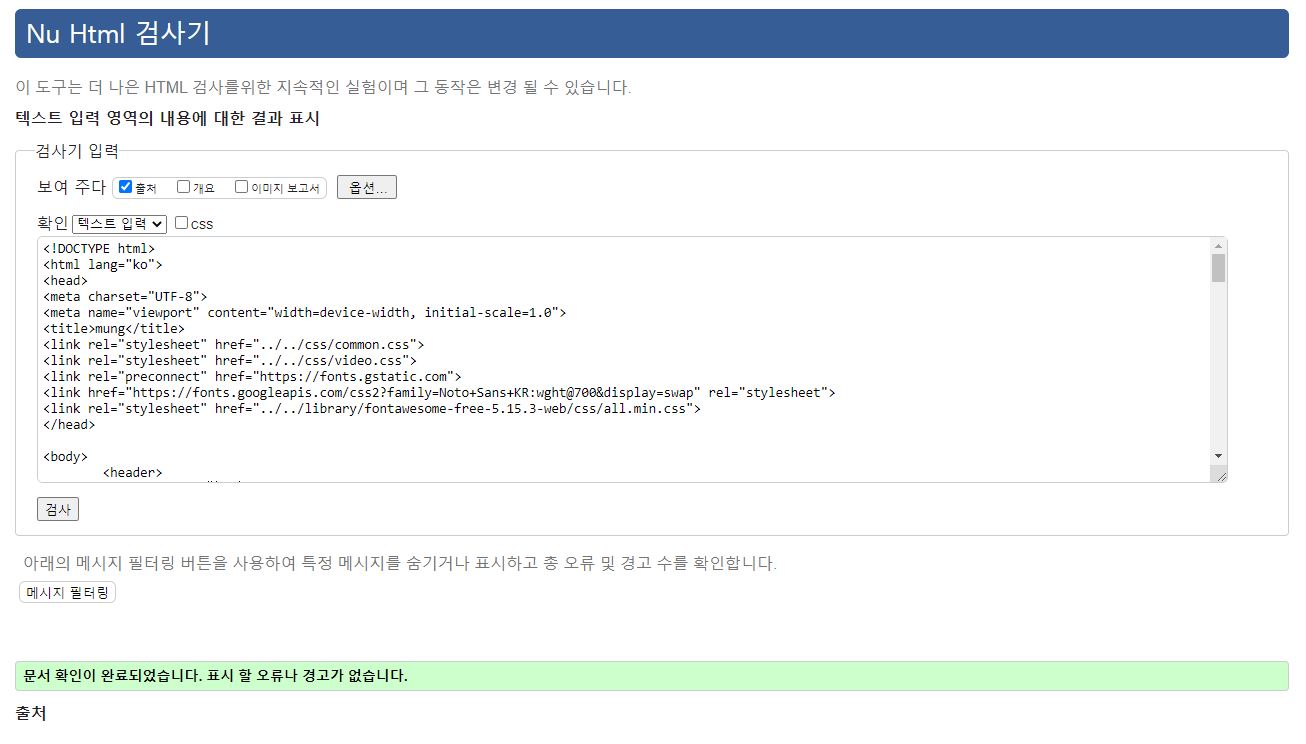 Nu Html 검사기
이 도구는 더 나은 HTML 검사를위한 지속적인 실험이며 그 동작은 변경 될 수 있습니다.
텍스트 입력 영역의 내용에 대한 결과 표시
검사기 입력
보여 주다 출처 개요 이미지 보고서 옵션...
확인 텍스트 입력 css
<!DOCTYPE html>
<html lang="ko">
<head>
<meta charset="UTF-8">
<meta name="viewport" content="width=device-width, initial-scale=1.0">
<title>mung</title>
<link rel="stylesheet" href="../../css/common.css">
<link rel="stylesheet" href="../../css/video.css">
<link rel="preconnect" href="https://fonts.gstatic.com">
<link href="https://fonts.googleapis.com/css2?family=Noto+Sans+KR:wght@700&display=swap" rel="stylesheet">
<link rel="stylesheet" href="../../library/fontawesome-free-5.15.3-web/css/all.min.css">
</head>
<body>
<header>
검사
아래의 메시지 필터링 버튼을 사용하여 특정 메시지를 숨기거나 표시하고 총 오류 및 경고 수를 확인합니다.
메시지 필터링
문서 확인이 완료되었습니다. 표시 할 오류나 경고가 없습니다.
출처